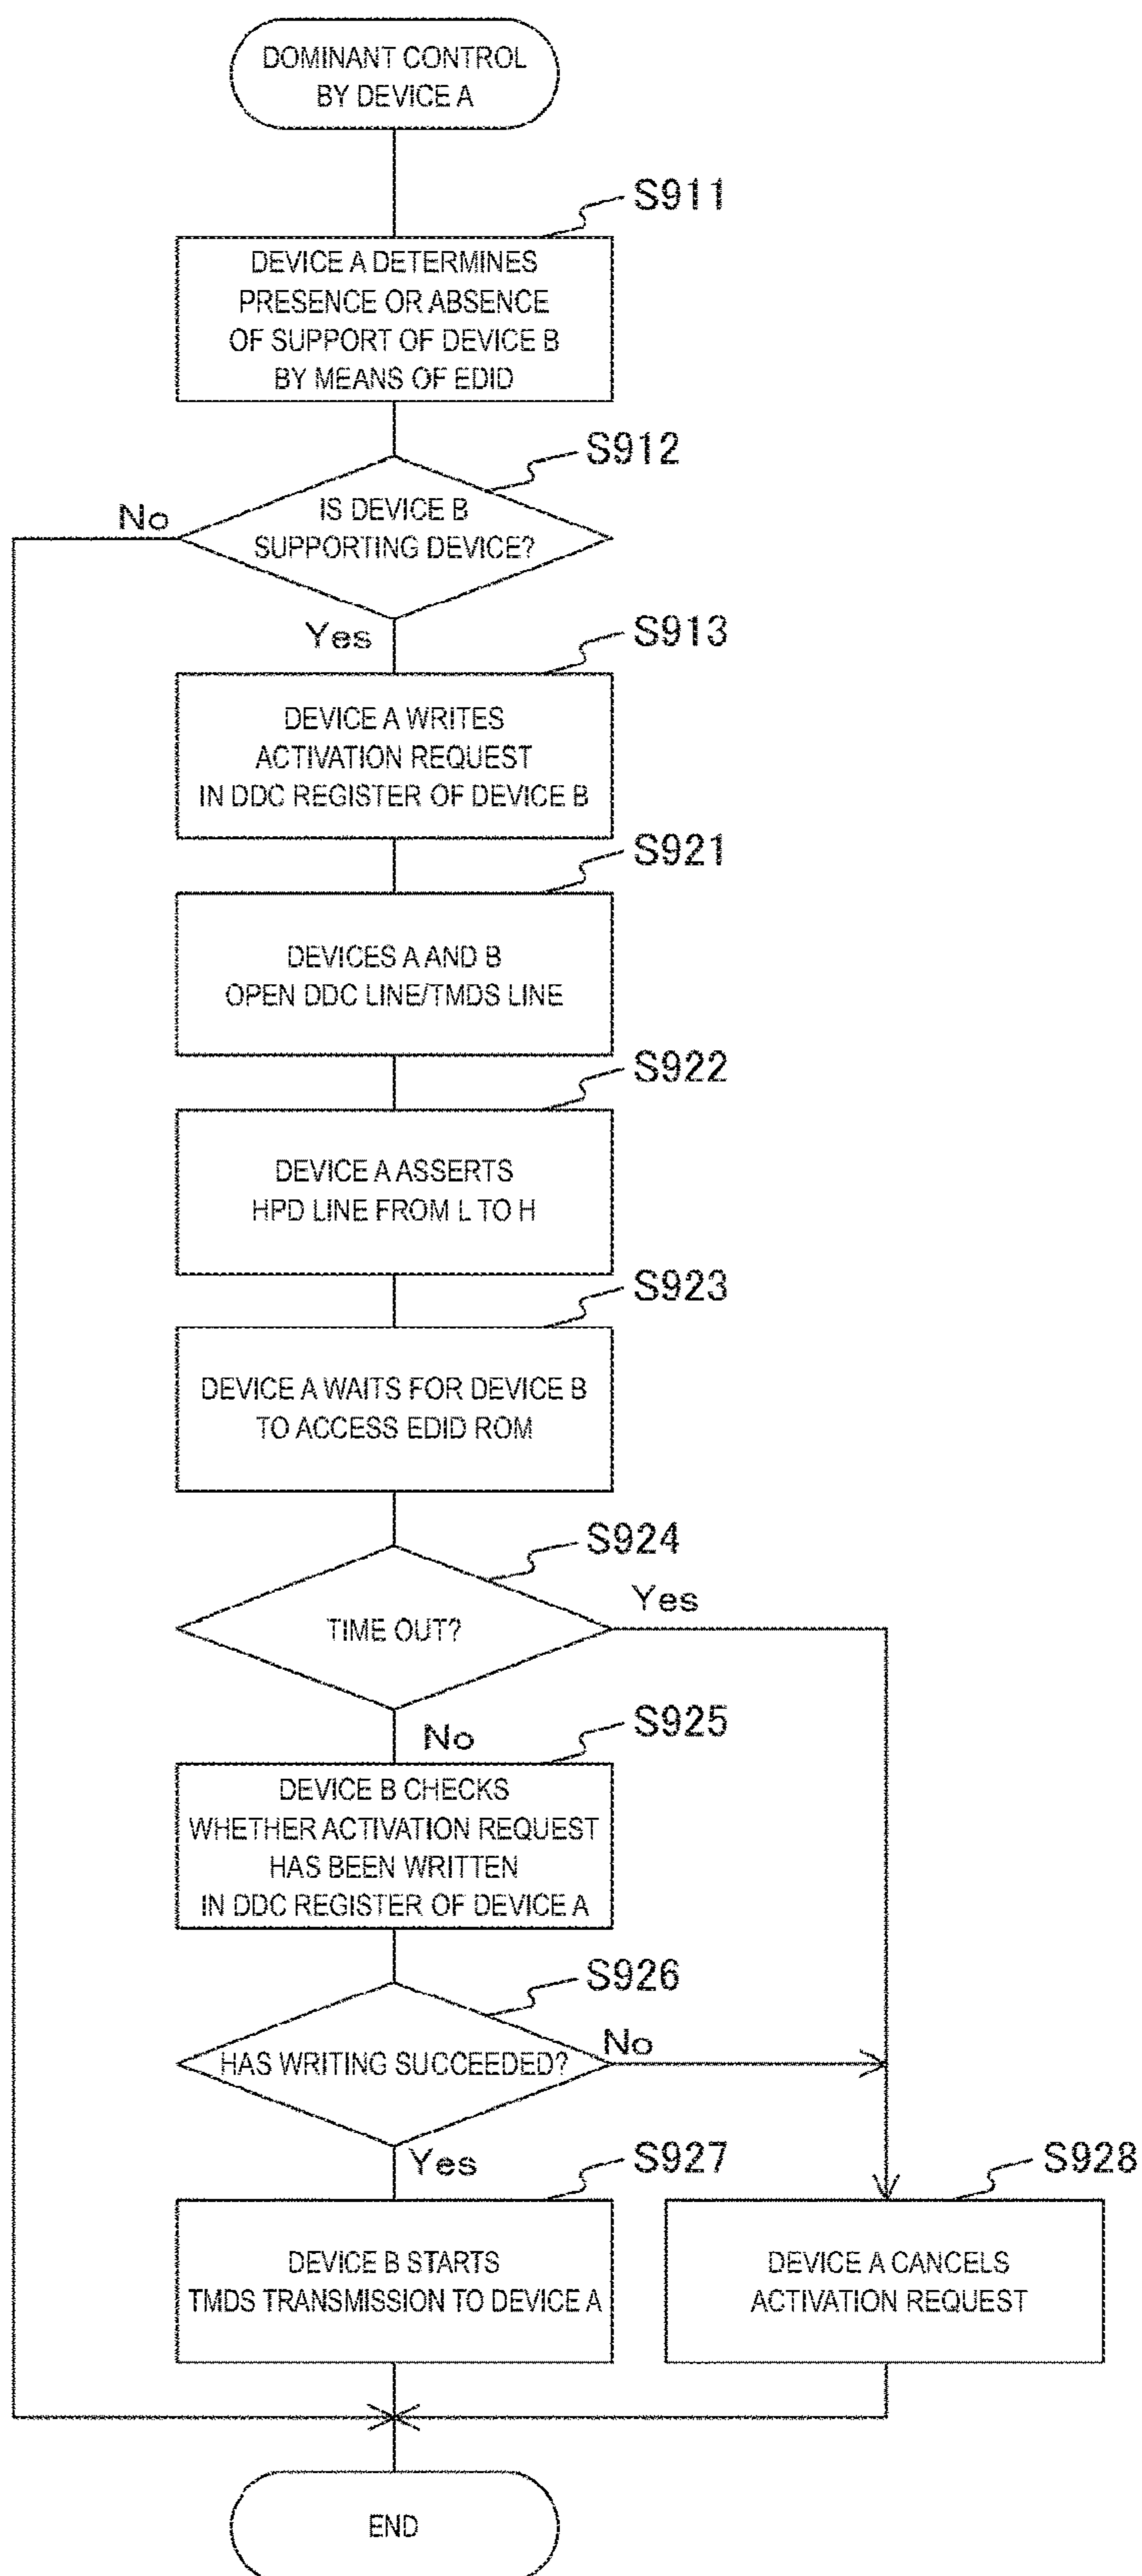 DOMINANT CONTROL
BY DEVICE A
S911
DEVICE A DETERMINES
PRESENCE OR ABSENCE
OF SUPPORT OF DEVICE B
BY MEANS OF EDID
S912
No
IS DEVICE B
SUPPORTING DEVICE?
Yes
S913
DEVICE A WRITES
ACTIVATION REQUEST
IN DDC REGISTER OF DEVICE B
S921
DEVICES A AND B
OPEN DDC LINE/TMDS LINE
S922
DEVICE A ASSERTS
HPD LINE FROM L TO H
S923
DEVICE A WAITS FOR DEVICE B
TO ACCESS EDID ROM
S924
Yes
TIME OUT?
No
S925
DEVICE B CHECKS
WHETHER ACTIVATION REQUEST
HAS BEEN WRITTEN
IN DDC REGISTER OF DEVICE A
S926
No
HAS WRITING SUCCEEDED?
Yes
S927
S928
DEVICE B STARTS
TMDS TRANSMISSION TO DEVICE A
DEVICE A CANCELS
ACTIVATION REQUEST
END